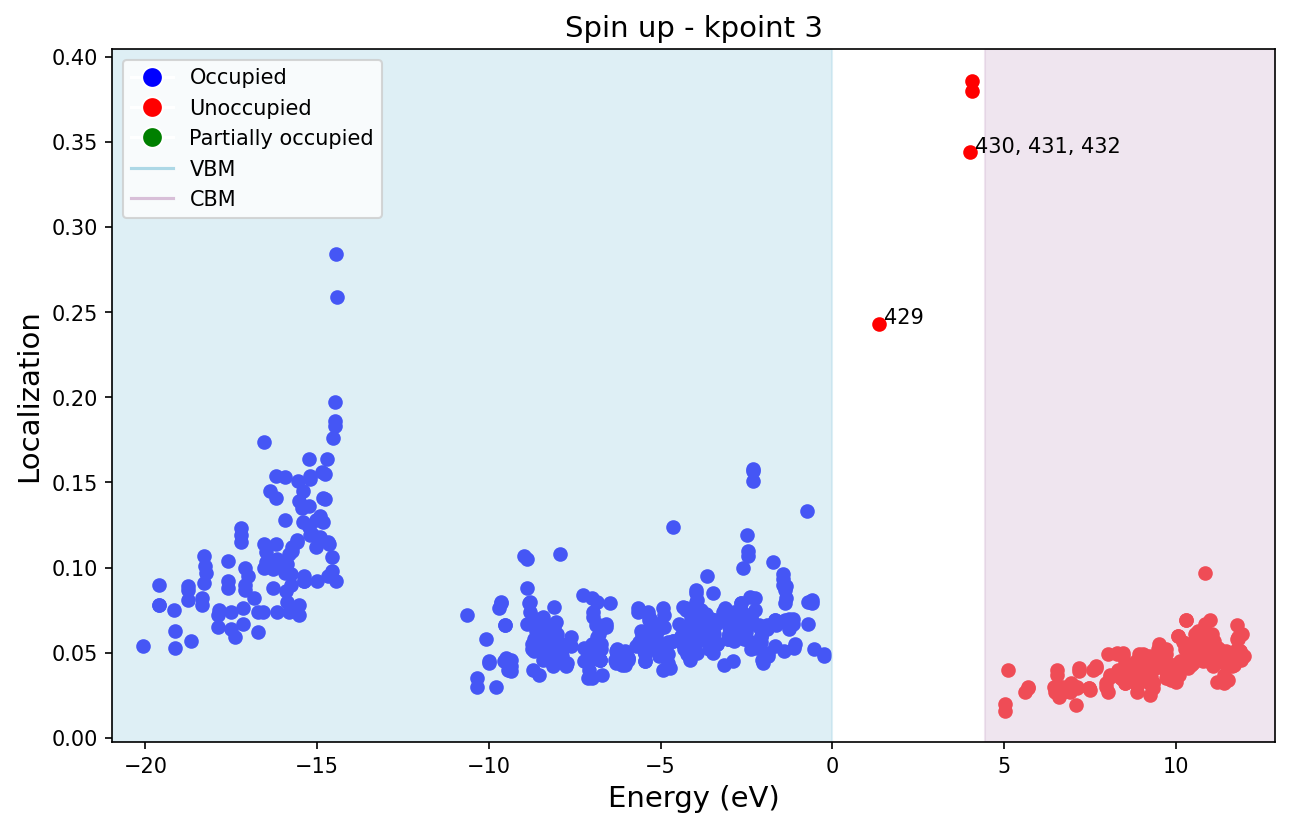 Spin up - kpoint 3
Localization
0.40
0.35
0.30
0.25
0.20
0.15
0.10
0.05
0.00
Occupied
Unoccupied
Partially occupied
VBM
CBM
430, 431, 432
429
−20
−15
−10
−5
0
5
10
Energy (eV)